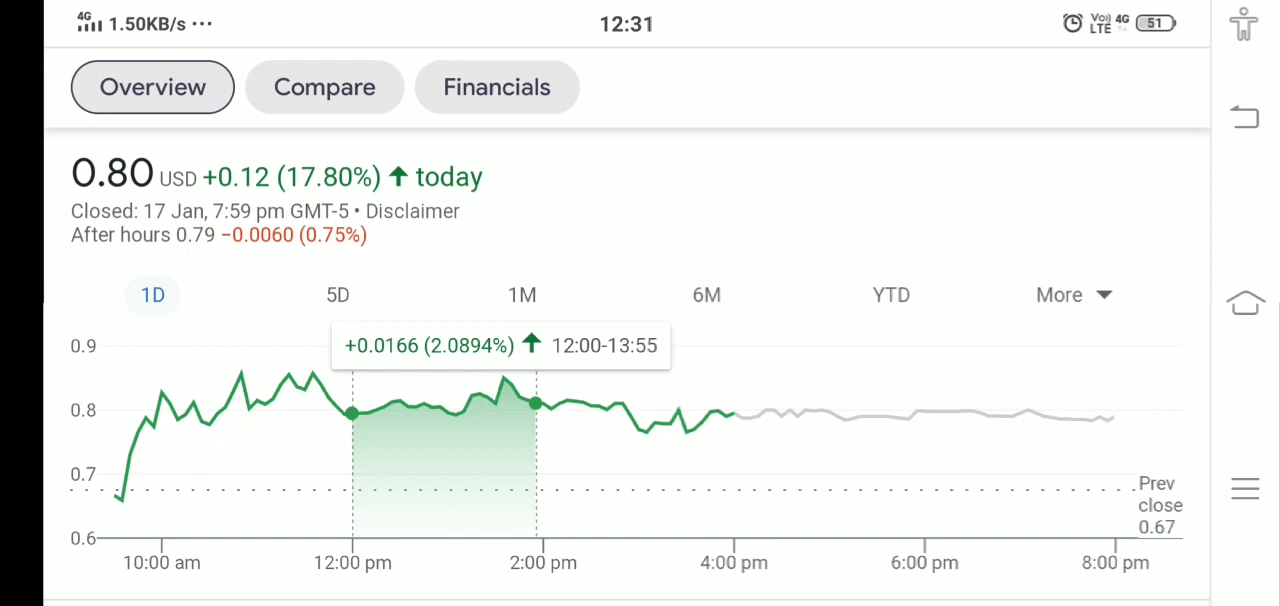 4G 1.50KB/s ··· 12:31 Vo)) LTE 4G 51
Overview Compare Financials
0.80 USD +0.12 (17.80%) ↑ today
Closed: 17 Jan, 7:59 pm GMT-5 • Disclaimer
After hours 0.79 −0.0060 (0.75%)
1D 5D 1M 6M YTD More
+0.0166 (2.0894%) ↑ 12:00-13:55
0.9
0.8
0.7
Prev
close
0.67
0.6
10:00 am 12:00 pm 2:00 pm 4:00 pm 6:00 pm 8:00 pm